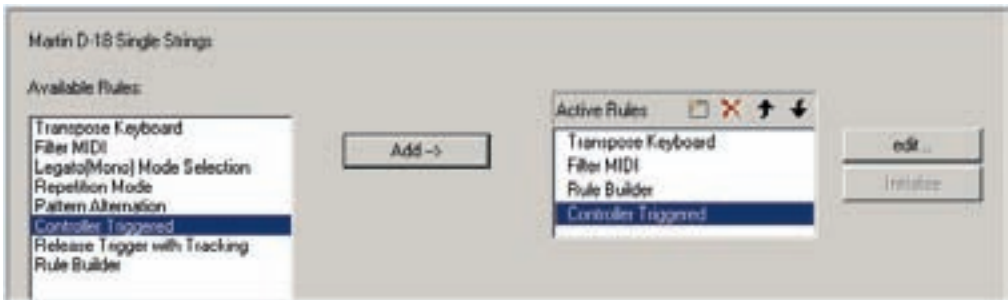 Martin D-18 Single Strings
Available Rules:
Transpose Keyboard
Filter MIDI
Legato(Mono) Mode Selection
Repetition Mode
Pattern Alternation
Controller Triggered
Release Trigger with Tracking
Rule Builder
Add->
Active Rules
Transpose Keyboard
Filter MIDI
Rule Builder
Controller Triggered
edit...
Initialize